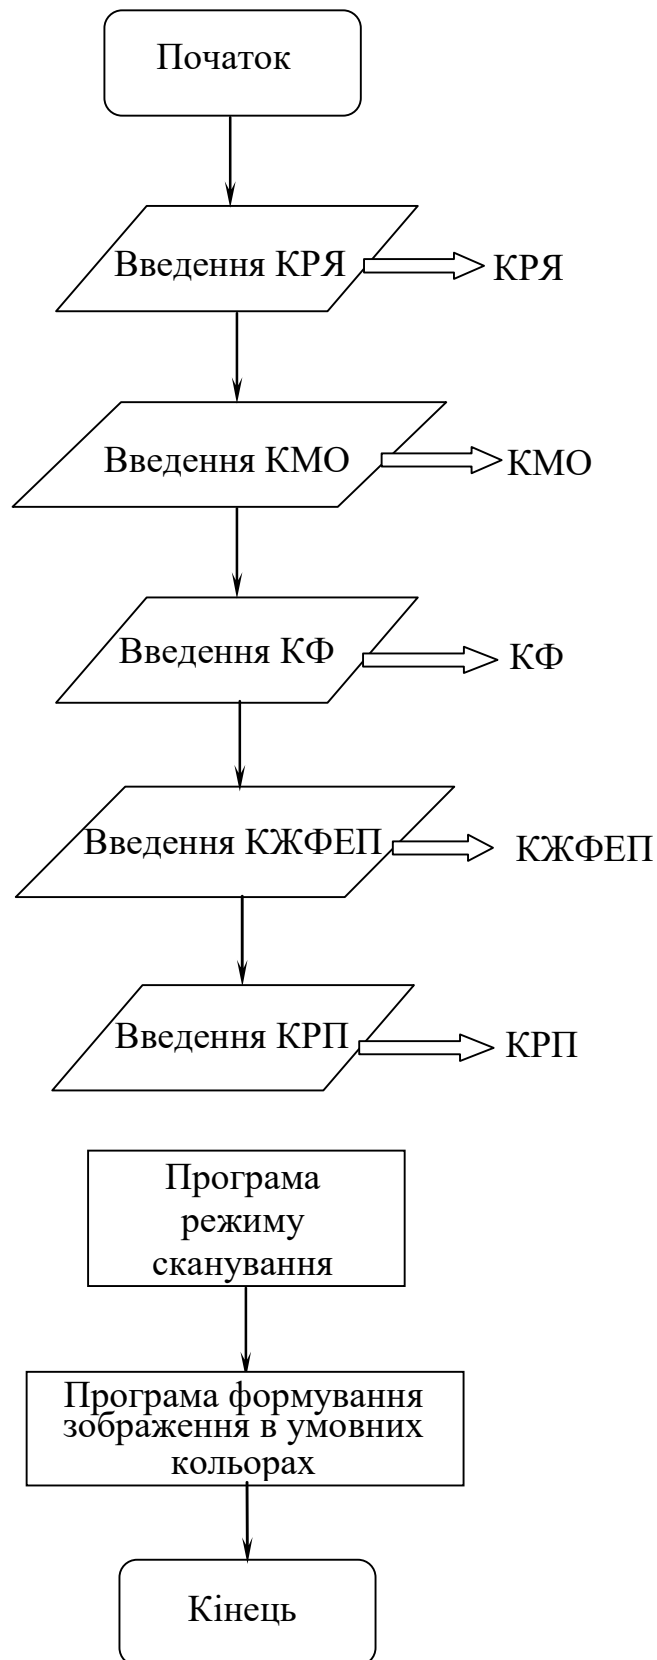 Початок
Введення КРЯ
КРЯ
Введення КМО
КМО
Введення КФ
КФ
Введення КЖФЕП
КЖФЕП
Введення КРП
КРП
Програма
режиму
сканування
Програма формування
зображення в умовних
кольорах
Кінець